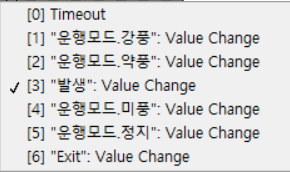 [0] Timeout
[1] "운행모드.강풍": Value Change
[2] "운행모드.약풍": Value Change
✓ [3] "발생": Value Change
[4] "운행모드.미풍": Value Change
[5] "운행모드.정지": Value Change
[6] "Exit": Value Change